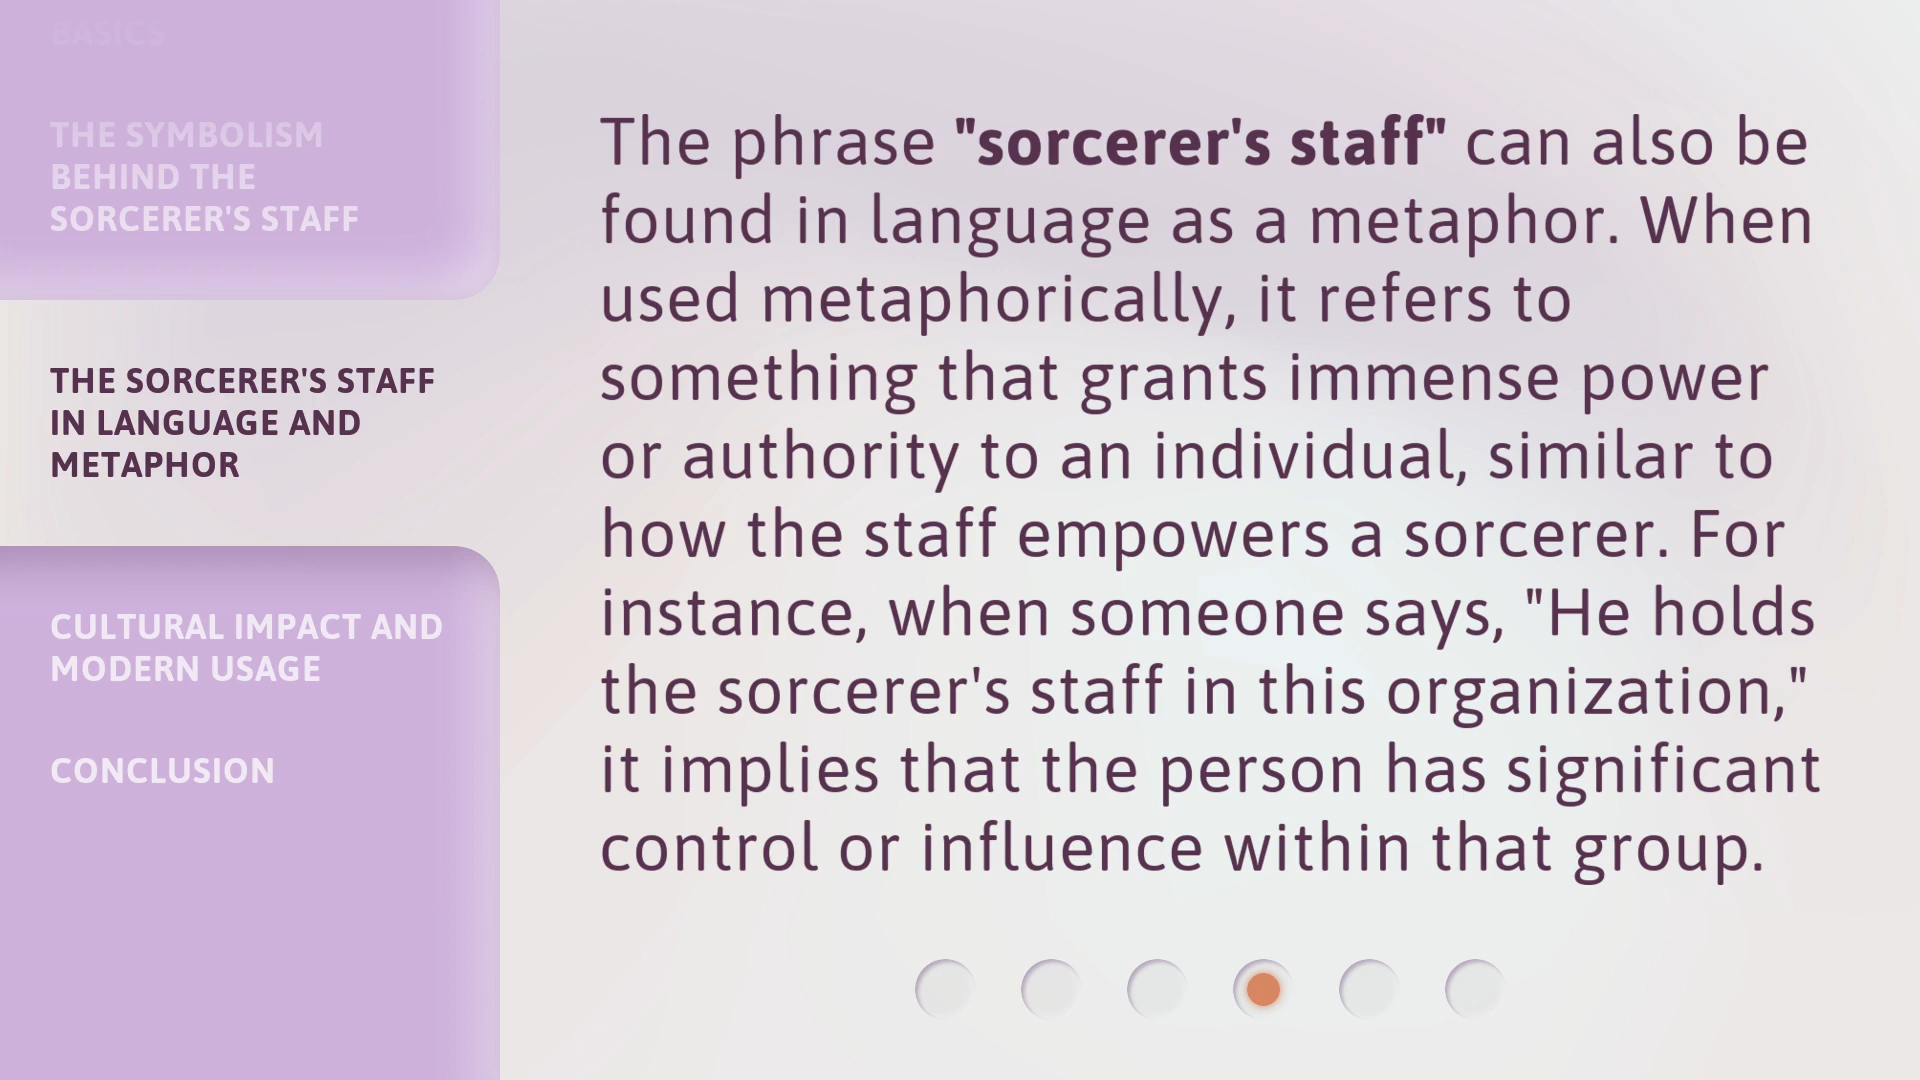 BASICS
THE SYMBOLISM
BEHIND THE
SORCERER'S STAFF
THE SORCERER'S STAFF
IN LANGUAGE AND
METAPHOR
CULTURAL IMPACT AND
MODERN USAGE
CONCLUSION
The phrase "sorcerer's staff" can also be
found in language as a metaphor. When
used metaphorically, it refers to
something that grants immense power
or authority to an individual, similar to
how the staff empowers a sorcerer. For
instance, when someone says, "He holds
the sorcerer's staff in this organization,"
it implies that the person has significant
control or influence within that group.